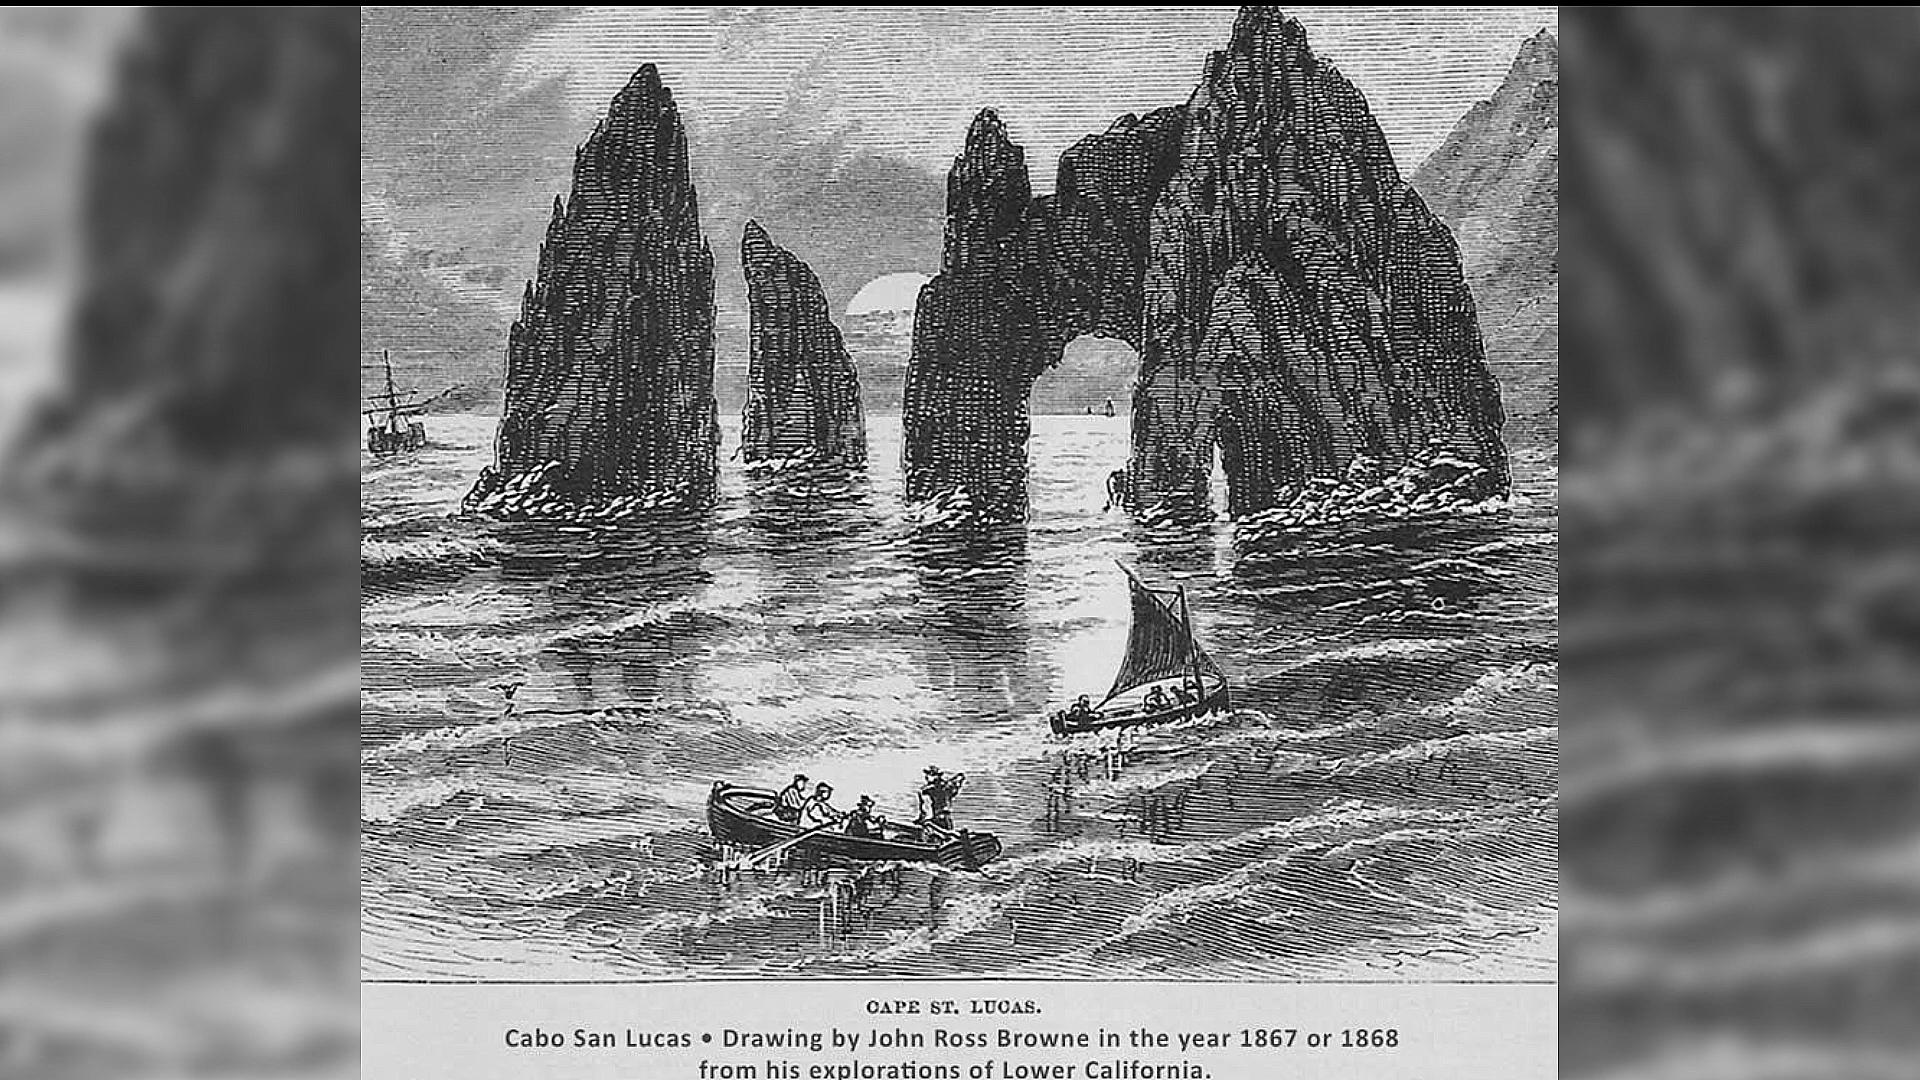 CAPE ST. LUCAS.
Cabo San Lucas • Drawing by John Ross Browne in the year 1867 or 1868
from his explorations of Lower California.